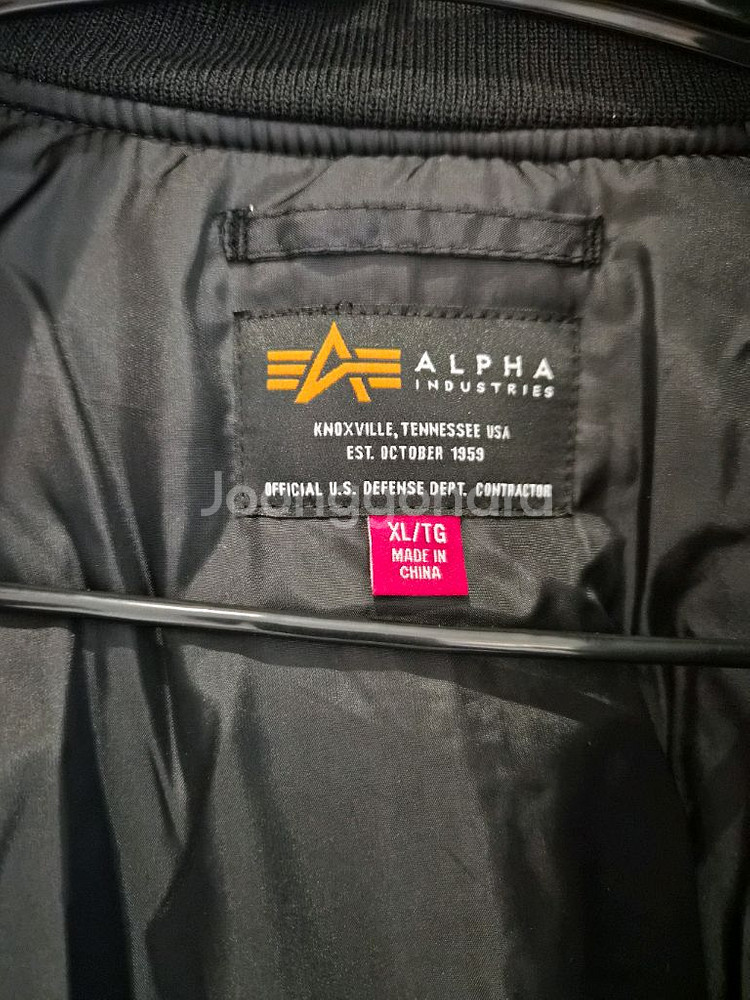 ALPHA
INDUSTRIES
KNOXVILLE, TENNESSEE USA
EST. OCTOBER 1959
OFFICIAL U.S. DEFENSE DEPT. CONTRACTOR
Joonggonara
XL/TG
MADE IN
CHINA